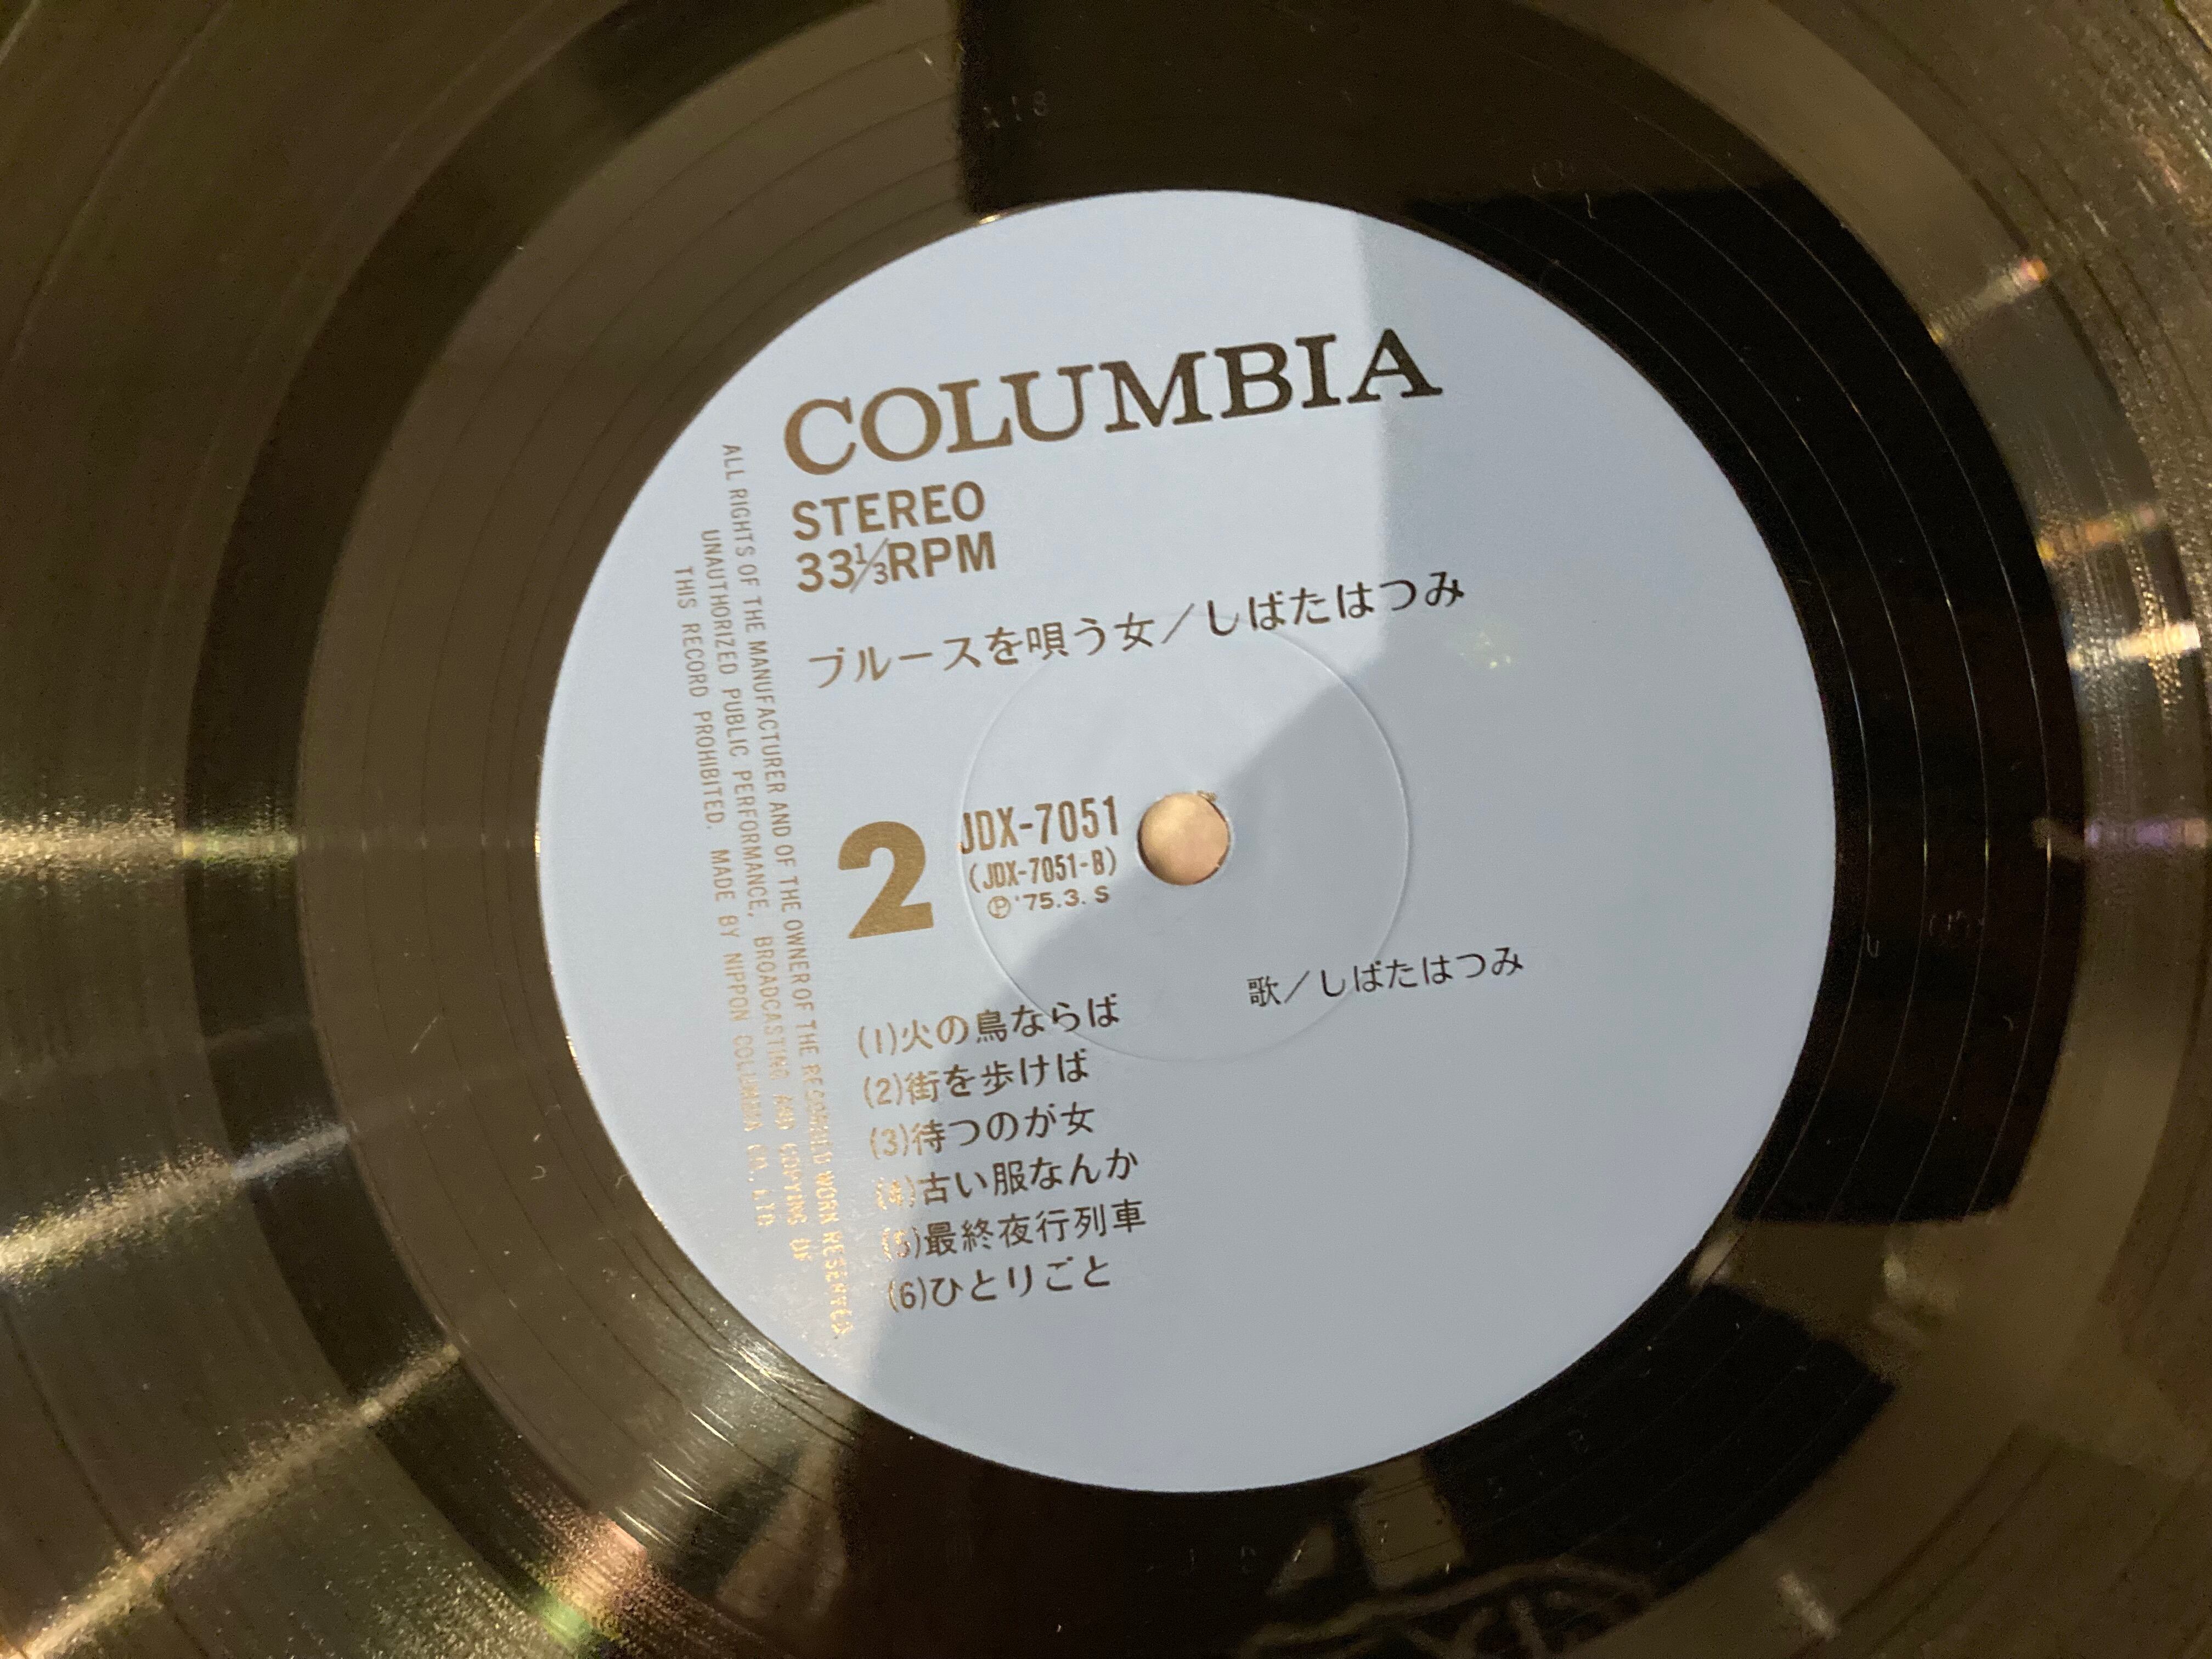 COLUMBIA
STEREO
33⅓RPM
ブルースを唄う女／しばたはつみ
2
JDX-7051
(JDX-7051-B)
Ⓟ'75.3. S
歌／しばたはつみ
(1)火の鳥ならば
(2)街を歩けば
(3)待つのが女
(4)古い服なんか
(5)最終夜行列車
(6)ひとりごと
ALL RIGHTS OF THE MANUFACTURER AND OF THE OWNER OF THE RECORDED WORK RESERVED.
UNAUTHORIZED PUBLIC PERFORMANCE, BROADCASTING AND COPYING OF
THIS RECORD PROHIBITED. MADE BY NIPPON COLUMBIA CO., LTD.